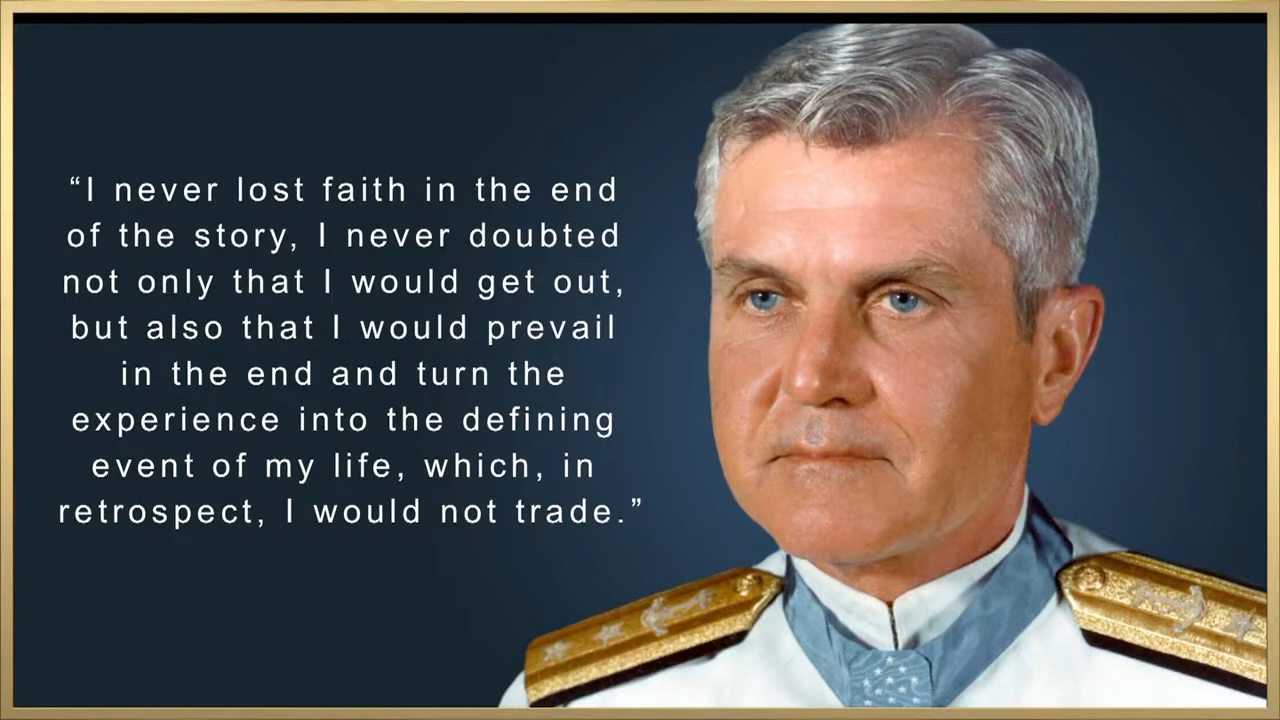 “I never lost faith in the end
of the story, I never doubted
not only that I would get out,
but also that I would prevail
in the end and turn the
experience into the defining
event of my life, which, in
retrospect, I would not trade.”